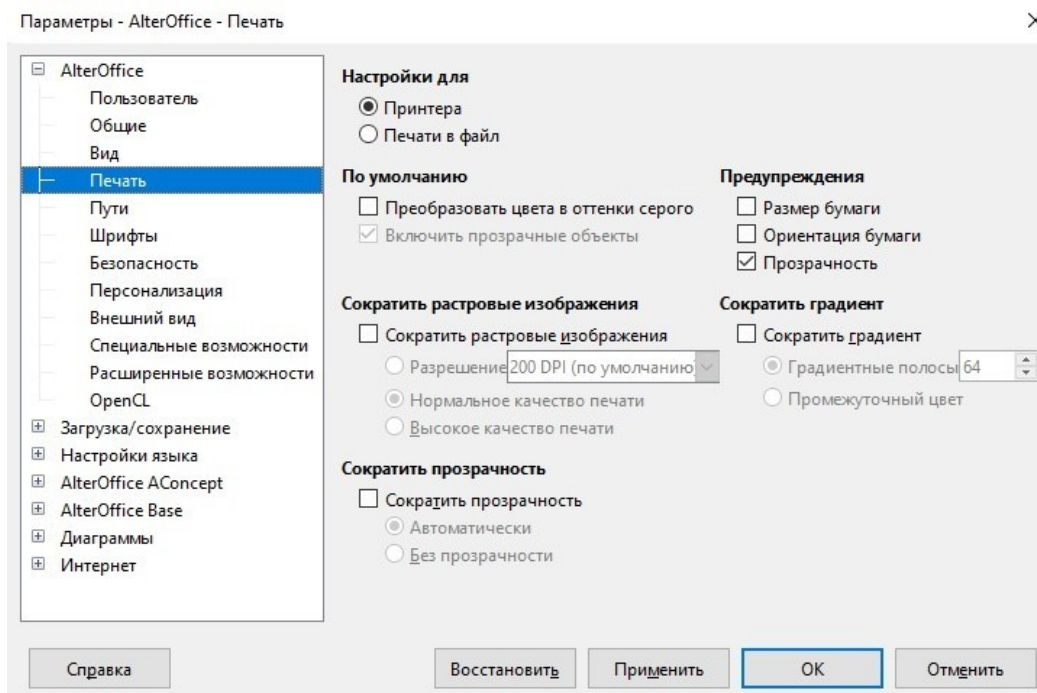 Параметры - AlterOffice - Печать
AlterOffice
Пользователь
Общие
Вид
Печать
Пути
Шрифты
Безопасность
Персонализация
Внешний вид
Специальные возможности
Расширенные возможности
OpenCL
Загрузка/сохранение
Настройки языка
AlterOffice AConcept
AlterOffice Base
Диаграммы
Интернет
Настройки для
Принтера
Печати в файл
По умолчанию
Преобразовать цвета в оттенки серого
Включить прозрачные объекты
Предупреждения
Размер бумаги
Ориентация бумаги
Прозрачность
Сократить растровые изображения
Сократить растровые изображения
Разрешение 200 DPI (по умолчанию
Нормальное качество печати
Высокое качество печати
Сократить градиент
Сократить градиент
Градиентные полосы 64
Промежуточный цвет
Сократить прозрачность
Сократить прозрачность
Автоматически
Без прозрачности
Справка
Восстановить
Применить
OK
Отменить